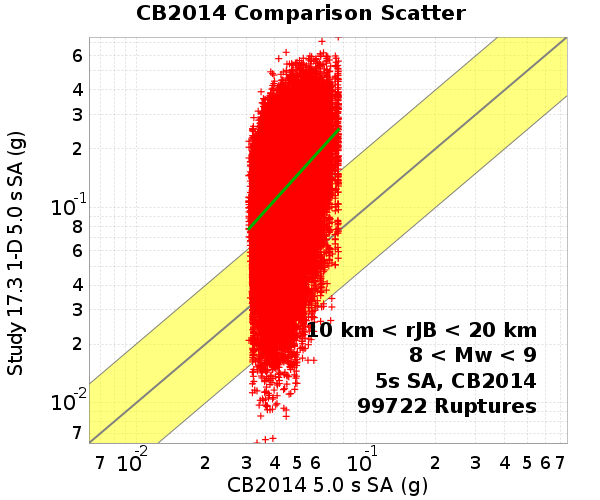 CB2014 Comparison Scatter
6
4
3
2
10-1
8
6
4
3
2
10-2
7
Study 17.3 1-D 5.0 s SA (g)
10 km < rJB < 20 km
8 < Mw < 9
5s SA, CB2014
99722 Ruptures
7 10-2 2 3 4 5 6 10-1 2 3 4 5 6 7
CB2014 5.0 s SA (g)